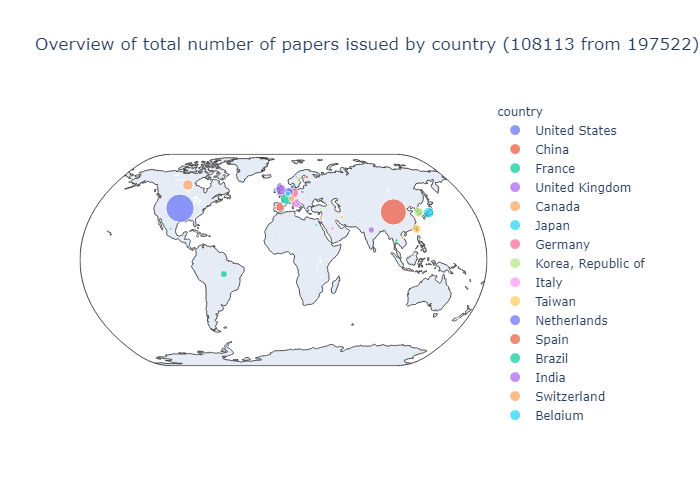 Overview of total number of papers issued by country (108113 from 197522)
country
United States
China
France
United Kingdom
Canada
Japan
Germany
Korea, Republic of
Italy
Taiwan
Netherlands
Spain
Brazil
India
Switzerland
Belgium